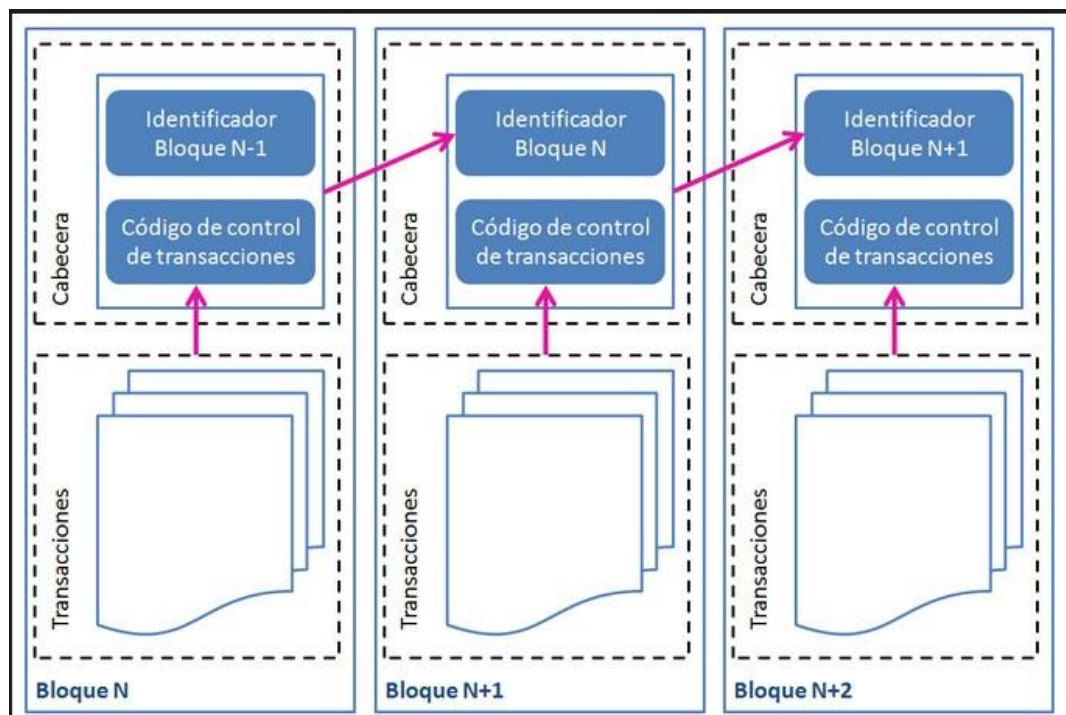 Cabecera
Identificador
Bloque N-1
Código de control
de transacciones
Transacciones
Bloque N
Cabecera
Identificador
Bloque N
Código de control
de transacciones
Transacciones
Bloque N+1
Cabecera
Identificador
Bloque N+1
Código de control
de transacciones
Transacciones
Bloque N+2